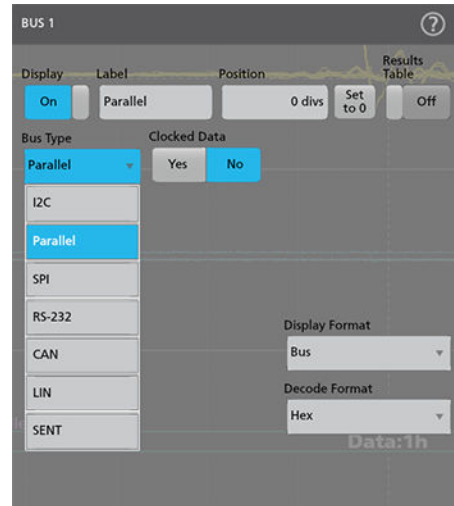 BUS 1
?
Display Label Position Results Table
On Parallel 0 divs Set to 0 Off
Bus Type Clocked Data
Parallel Yes No
I2C
Parallel
SPI
RS-232
Display Format
CAN Bus
LIN Decode Format
Hex
SENT
Data:1h